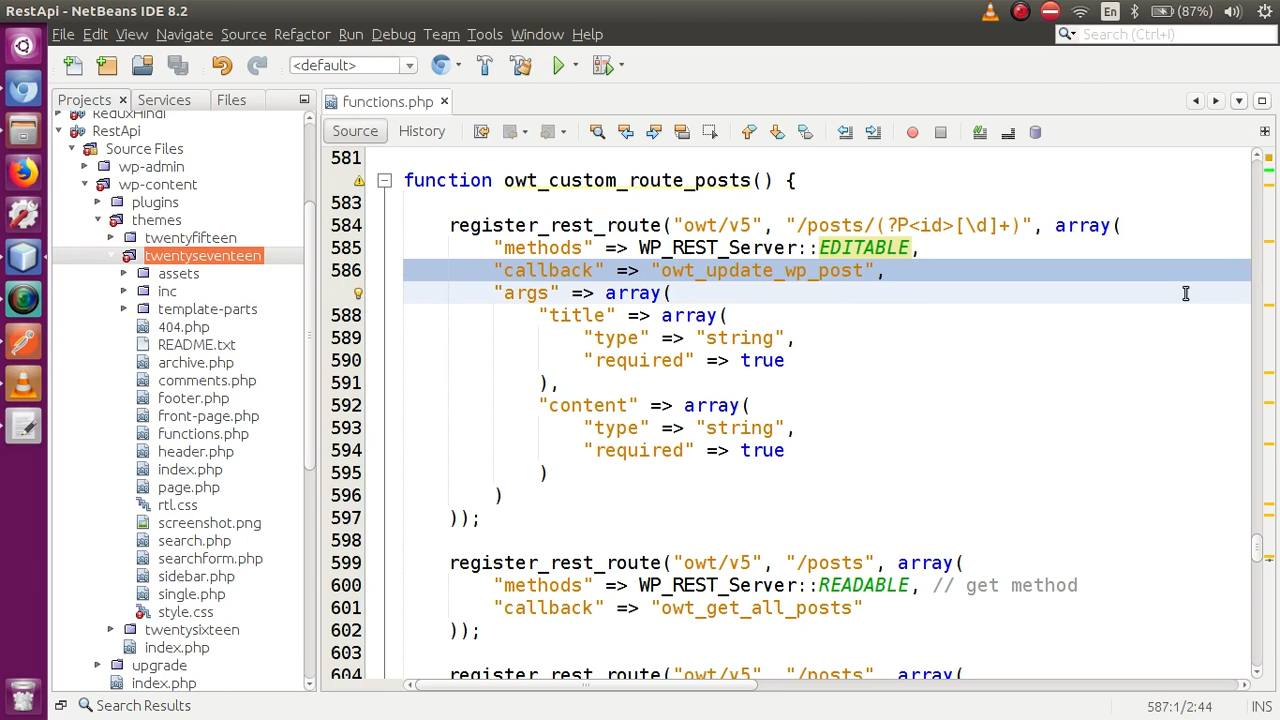 RestApi - NetBeans IDE 8.2
En
(87%)
File Edit View Navigate Source Refactor Run Debug Team Tools Window Help
Search (Ctrl+I)
<default>
Projects
Services
Files
functions.php
Source
History
ReduxHindi
RestApi
Source Files
wp-admin
wp-content
plugins
themes
twentyfifteen
twentyseventeen
assets
inc
template-parts
404.php
README.txt
archive.php
comments.php
footer.php
front-page.php
functions.php
header.php
index.php
page.php
rtl.css
screenshot.png
search.php
searchform.php
sidebar.php
single.php
style.css
twentysixteen
index.php
upgrade
index.php
581
function owt_custom_route_posts() {
583
584 register_rest_route("owt/v5", "/posts/(?P<id>[\d]+)", array(
585 "methods" => WP_REST_Server::EDITABLE,
586 "callback" => "owt_update_wp_post",
"args" => array(
588 "title" => array(
589 "type" => "string",
590 "required" => true
591 ),
592 "content" => array(
593 "type" => "string",
594 "required" => true
595 )
596 )
597 ));
598
599 register_rest_route("owt/v5", "/posts", array(
600 "methods" => WP_REST_Server::READABLE, // get method
601 "callback" => "owt_get_all_posts"
602 ));
603
604 register_rest_route("owt/v5", "/posts", array(
Search Results
587:1/2:44
INS